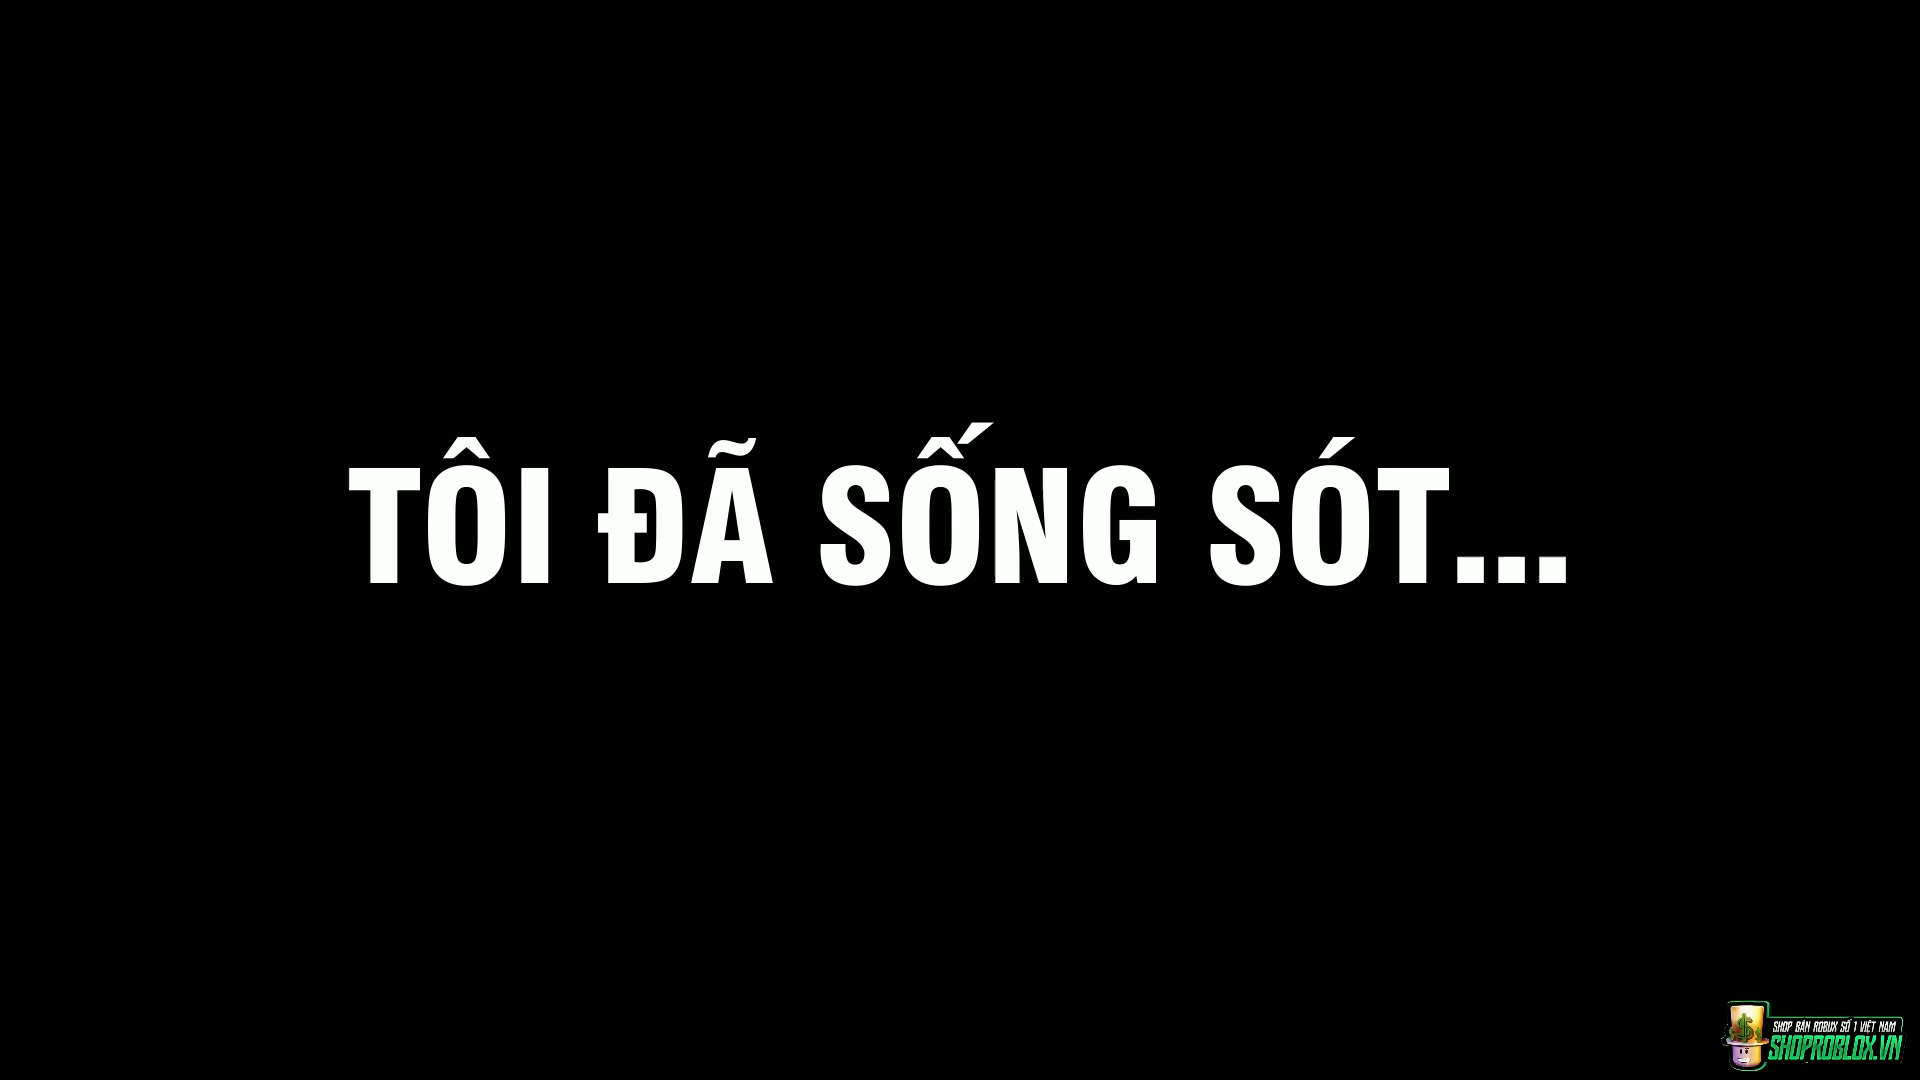 TÔI ĐÃ SỐNG SÓT...
SHOP BÁN ROBUX SỐ 1 VIỆT NAM
SHOPROBLOX.VN